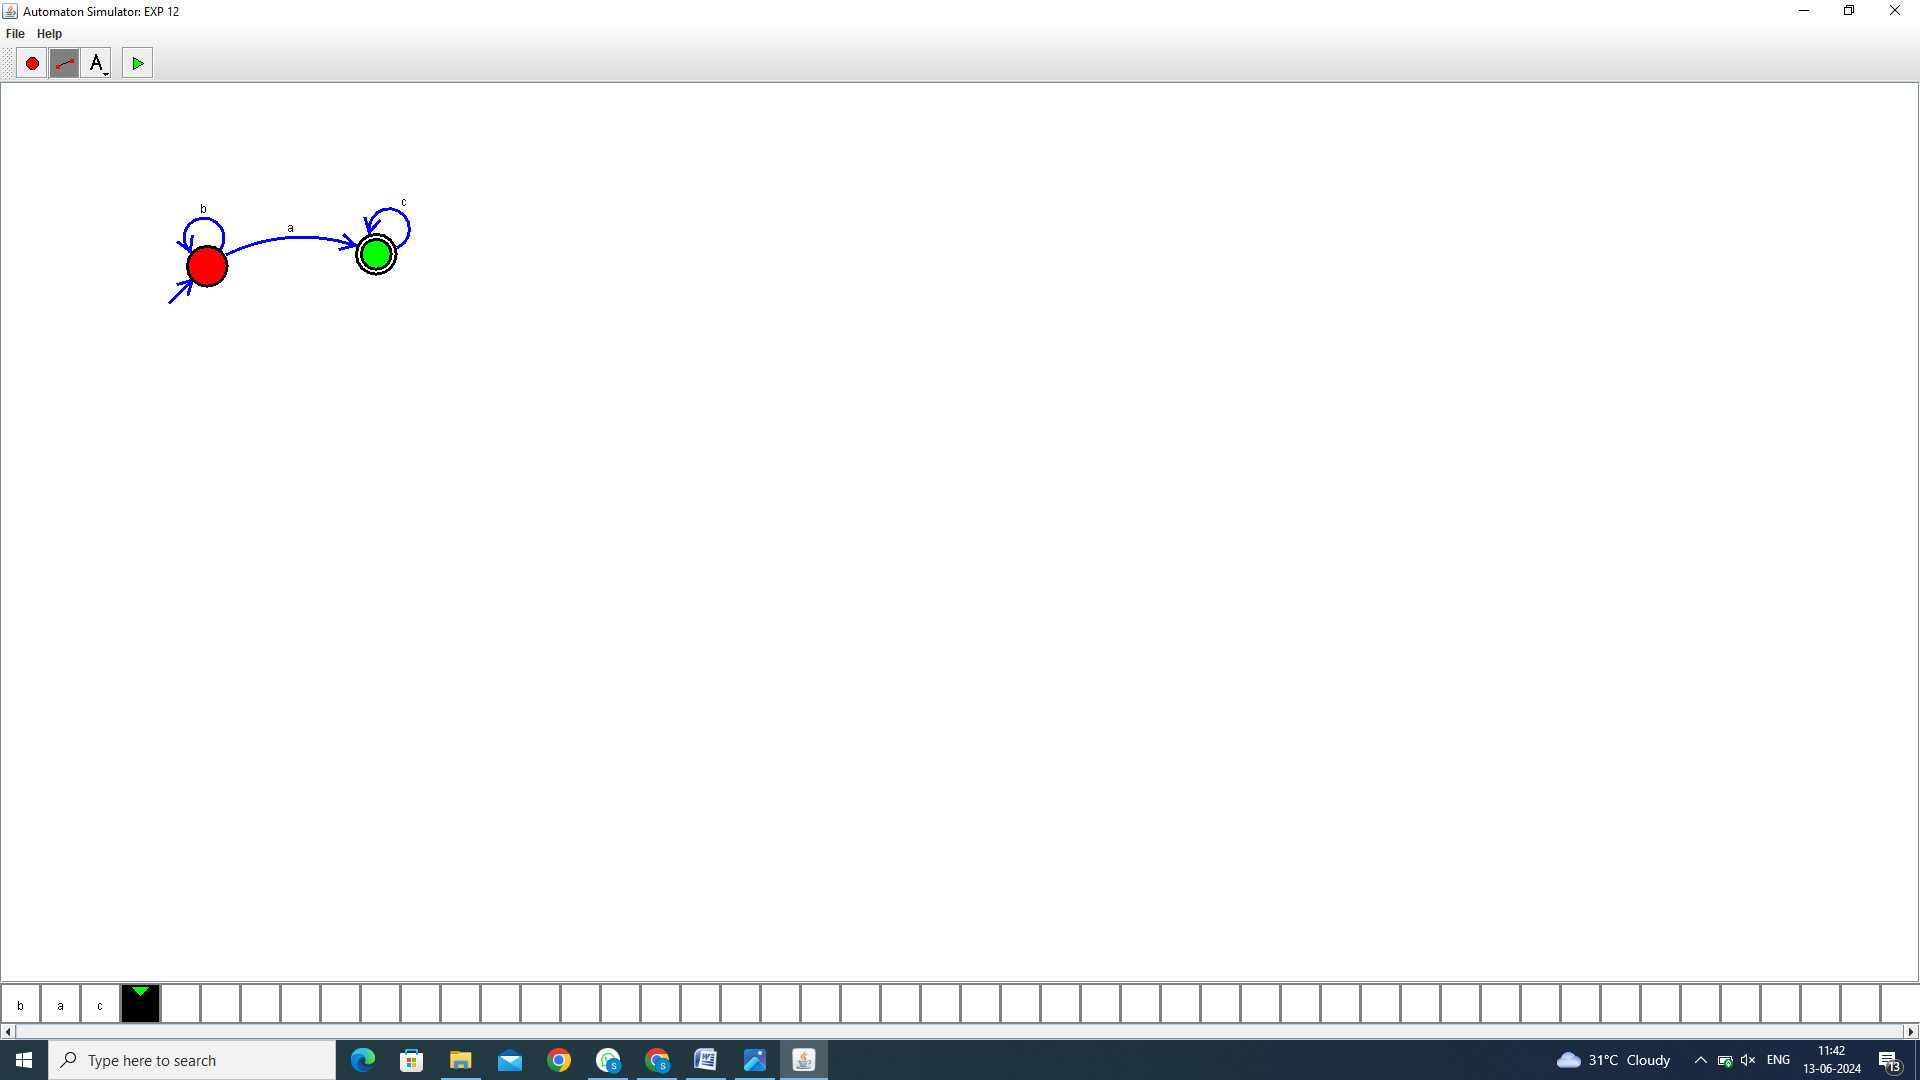 Automaton Simulator: EXP 12
File Help
A
b
a
c
b a c
Type here to search
S
S
31°C Cloudy
ENG
11:42
13-06-2024
13